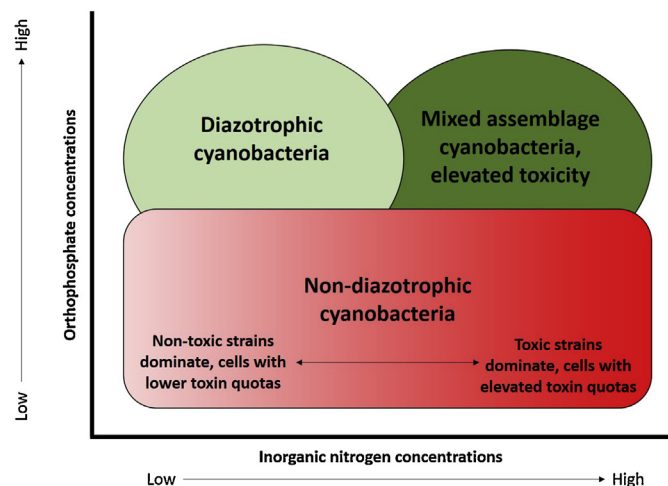 High
Orthophosphate concentrations
Low
Diazotrophic
cyanobacteria
Mixed assemblage
cyanobacteria,
elevated toxicity
Non-diazotrophic
cyanobacteria
Non-toxic strains
dominate, cells with
lower toxin quotas
Toxic strains
dominate, cells with
elevated toxin quotas
Inorganic nitrogen concentrations
Low
High